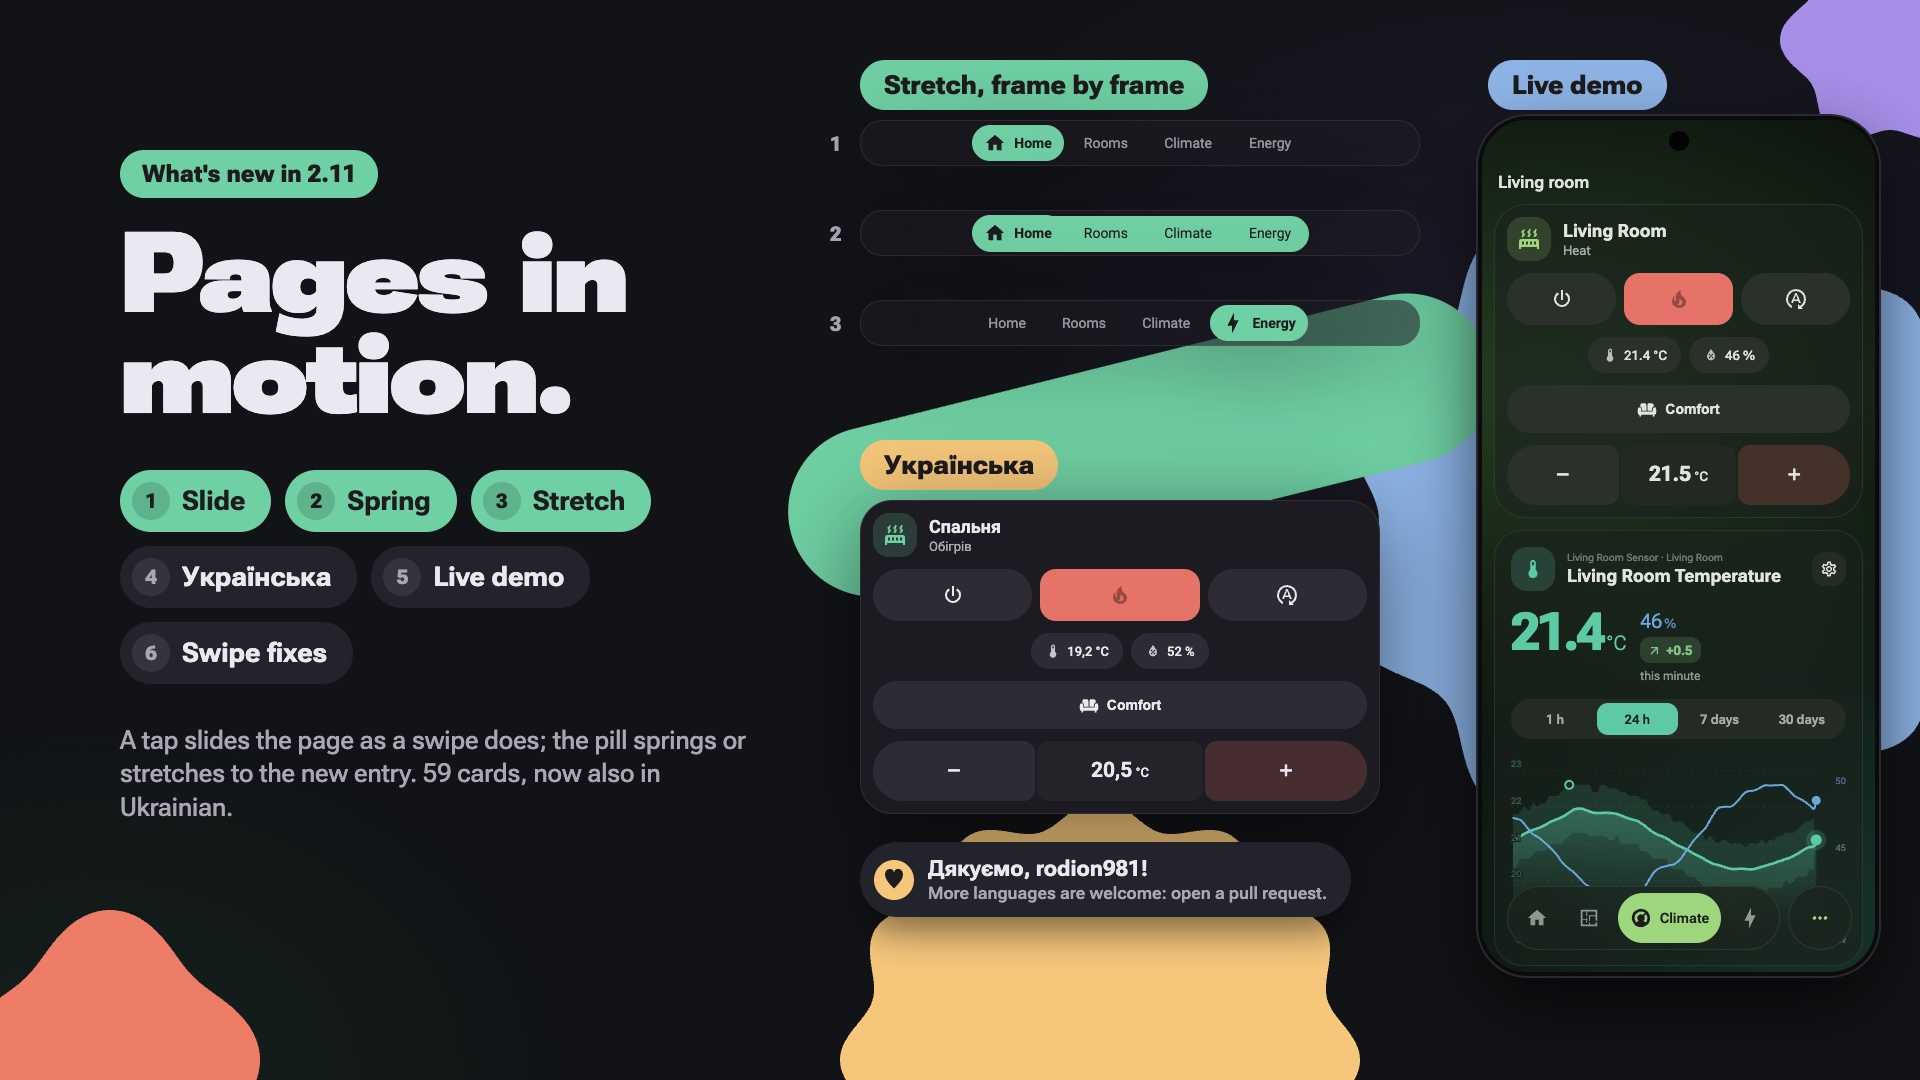 What's new in 2.11
Pages in
motion.
1 Slide
2 Spring
3 Stretch
4 Українська
5 Live demo
6 Swipe fixes
A tap slides the page as a swipe does; the pill springs or
stretches to the new entry. 59 cards, now also in
Ukrainian.
Stretch, frame by frame
1 Home Rooms Climate Energy
2 Home Rooms Climate Energy
3 Home Rooms Climate Energy
Українська
Спальня
Обігрів
19,2 °C 52 %
Comfort
− 20,5 °C +
Дякуємо, rodion981!
More languages are welcome: open a pull request.
Live demo
Living room
Living Room
Heat
21.4 °C 46 %
Comfort
− 21.5 °C +
Living Room Sensor · Living Room
Living Room Temperature
21.4 °C
46 %
+0.5
this minute
1 h 24 h 7 days 30 days
23
50
22
45
20
Climate